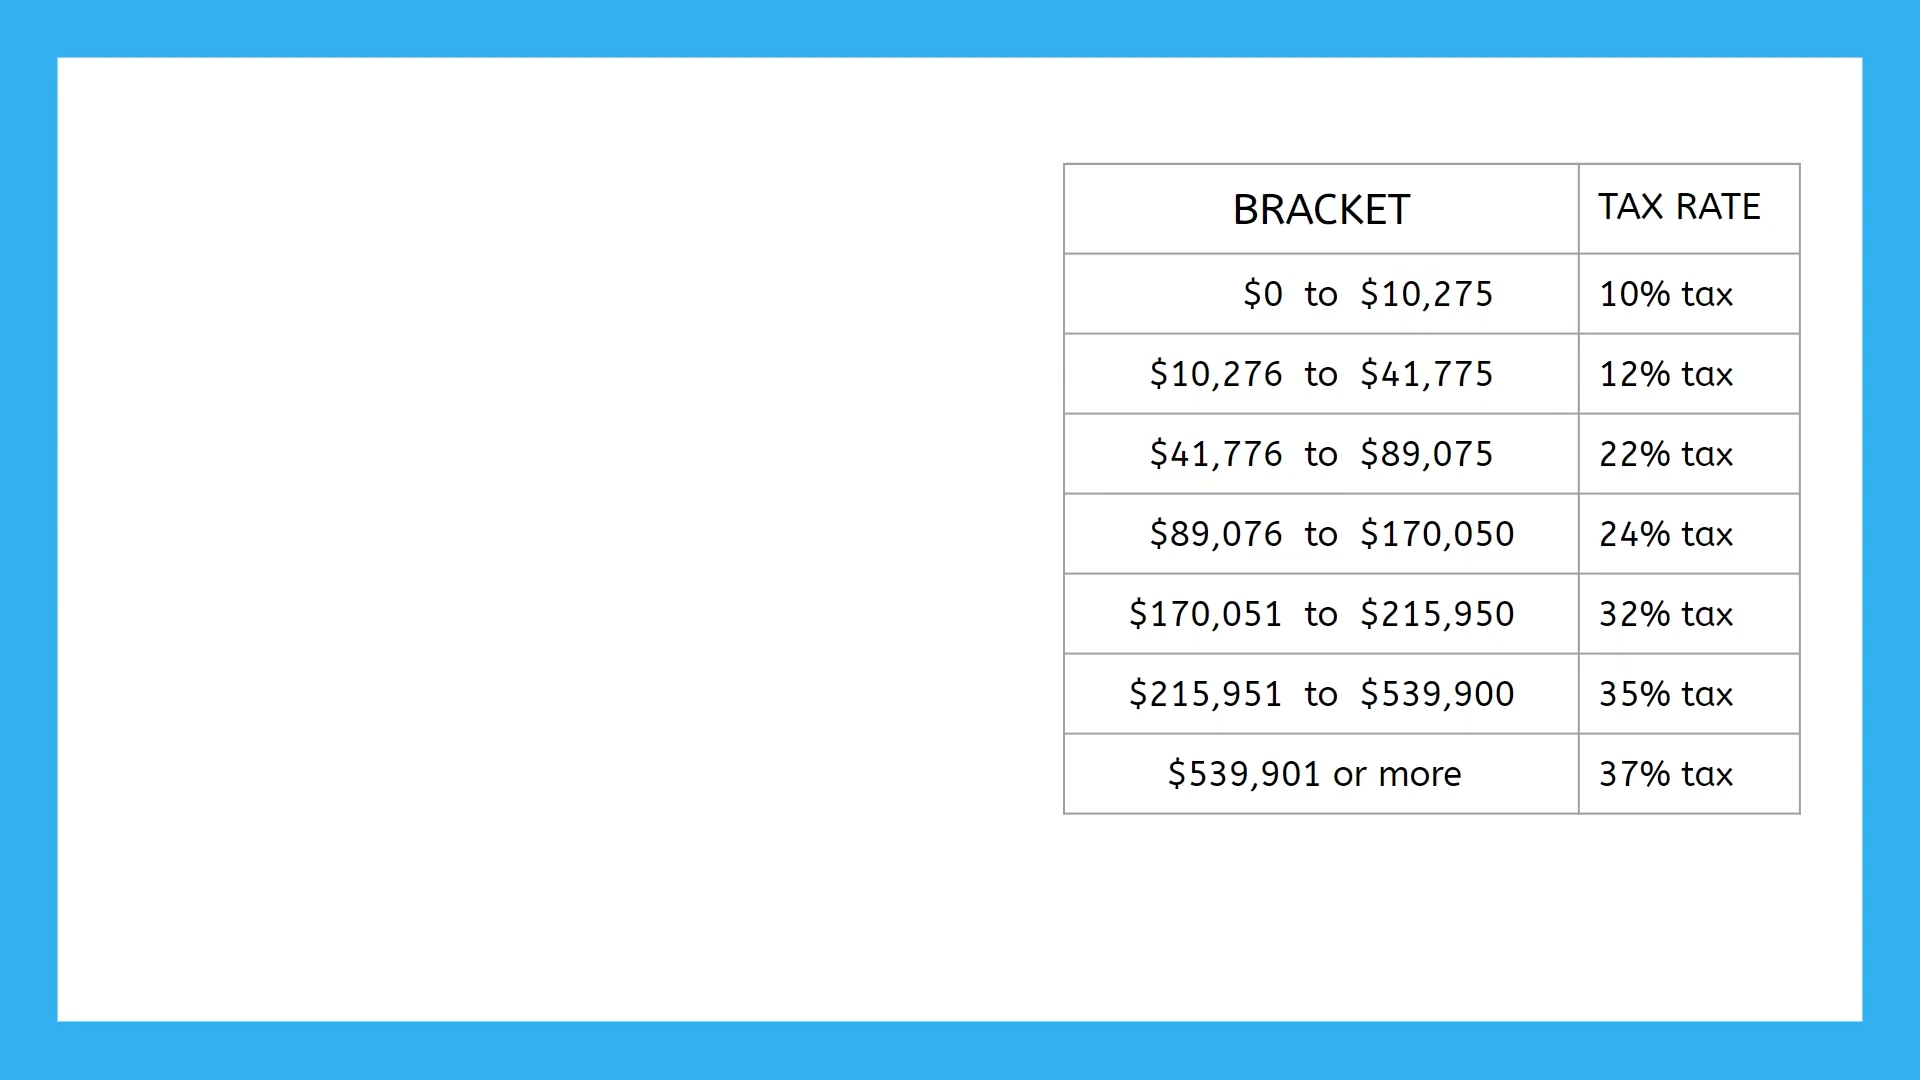 BRACKET TAX RATE
$0 to $10,275 10% tax
$10,276 to $41,775 12% tax
$41,776 to $89,075 22% tax
$89,076 to $170,050 24% tax
$170,051 to $215,950 32% tax
$215,951 to $539,900 35% tax
$539,901 or more 37% tax